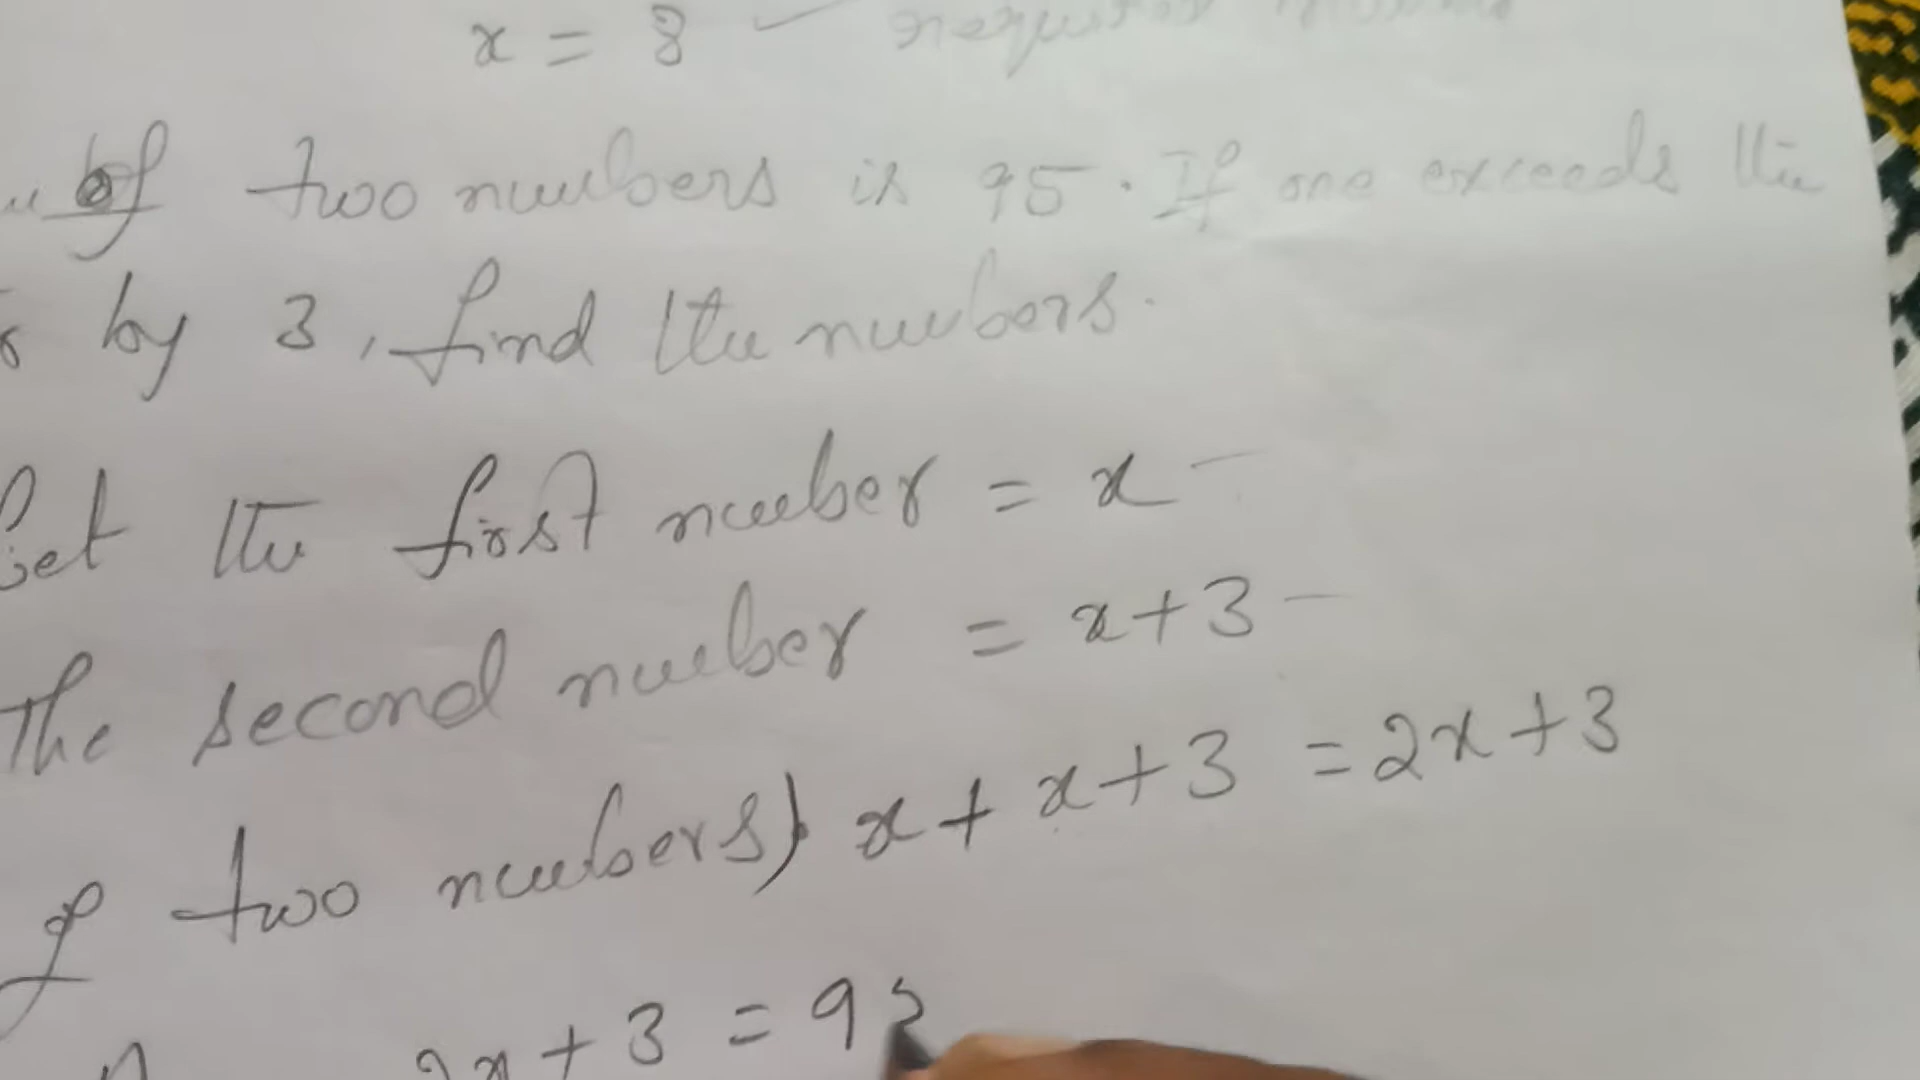 x = 8
of two numbers is 95. If one exceeds the
by 3, find the numbers.
Let the first number = x
The second number = x+3
of two numbers) x + x+3 = 2x+3
2x + 3 = 95